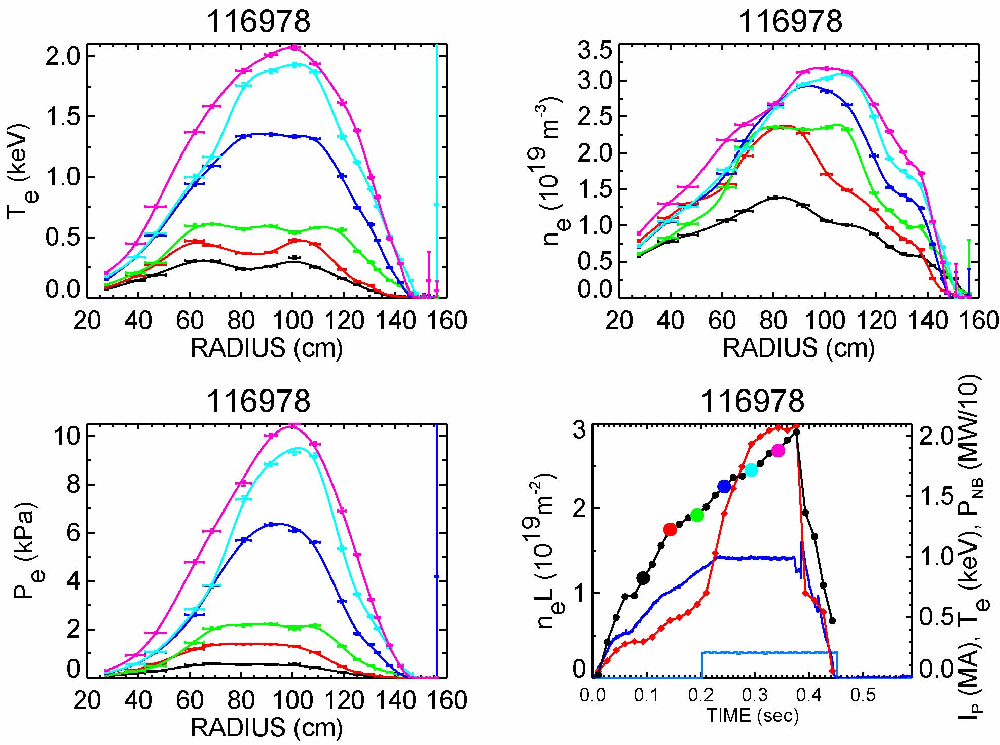 116978
2.0
1.5
1.0
0.5
0.0
Te (keV)
20 40 60 80 100 120 140 160
RADIUS (cm)
116978
3.5
3.0
2.5
2.0
1.5
1.0
0.5
0.0
ne (10^19 m^-3)
20 40 60 80 100 120 140 160
RADIUS (cm)
116978
10
8
6
4
2
0
Pe (kPa)
20 40 60 80 100 120 140 160
RADIUS (cm)
116978
3
2
1
0
neL (10^19m^-2)
2.0
1.5
1.0
0.5
0.0
IP (MA), Te (keV), PNB (MW/10)
0.0 0.1 0.2 0.3 0.4 0.5
TIME (sec)